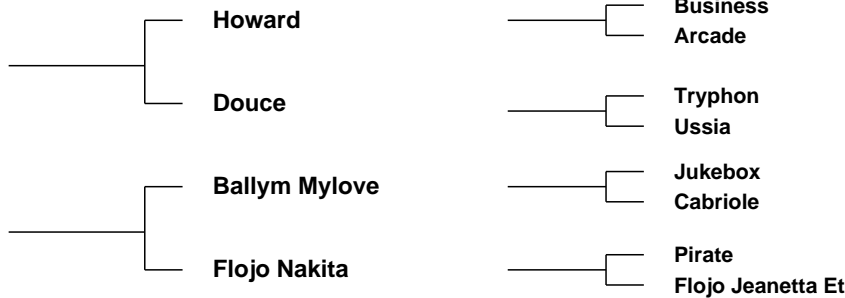 Howard
Douce
Ballym Mylove
Flojo Nakita
Business
Arcade
Tryphon
Ussia
Jukebox
Cabriole
Pirate
Flojo Jeanetta Et